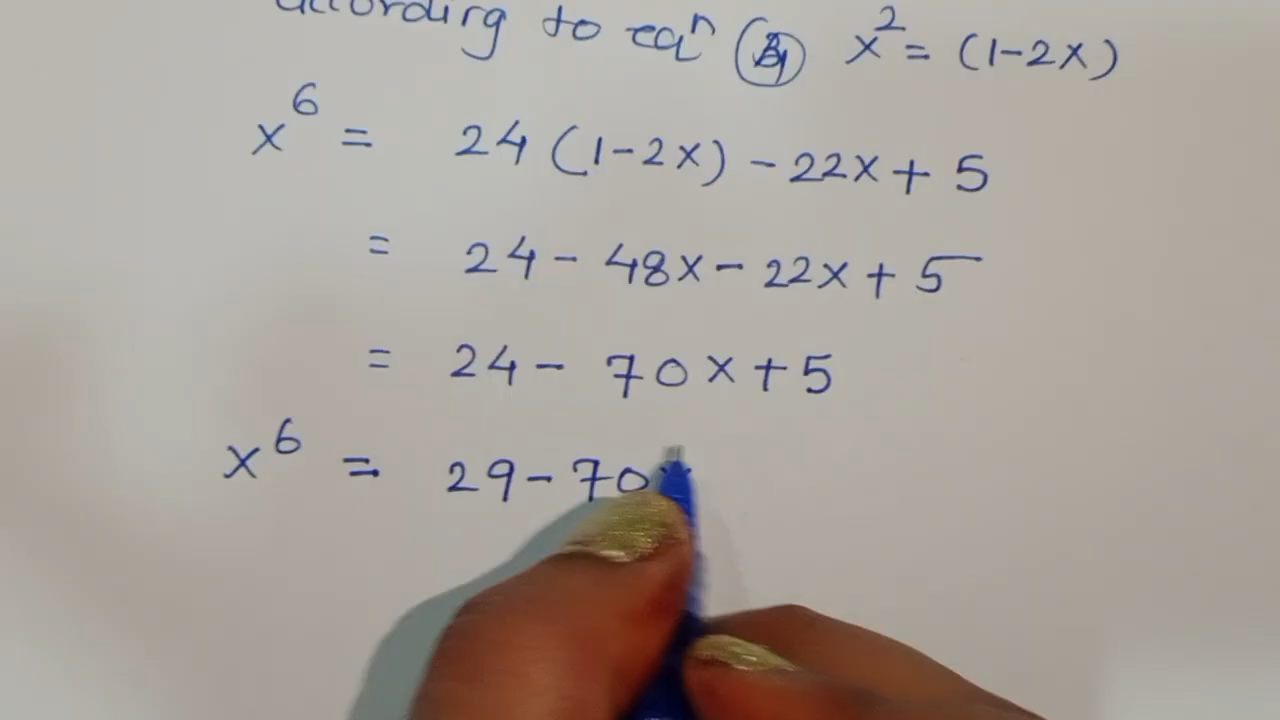 according to eqⁿ x² = (1-2x)
x⁶ = 24 (1-2x) - 22x + 5
= 24 - 48x - 22x + 5
= 24 - 70x + 5
x⁶ = 29 - 70